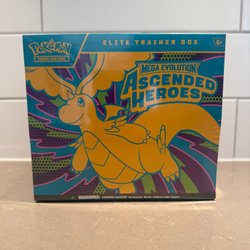 POKÉMON
TRADING CARD GAME
ELITE TRAINER BOX
6+
MEGA EVOLUTION
ASCENDED
HEROES
WARNING: